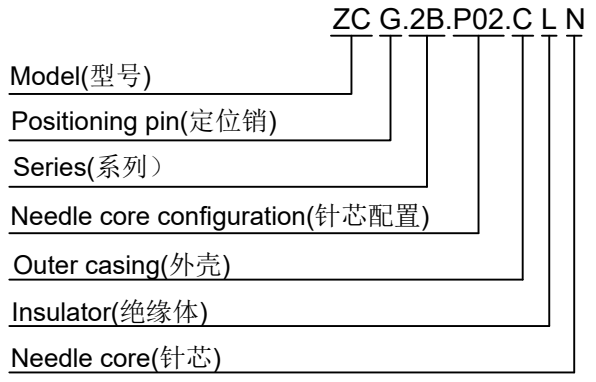 ZC G.2B.P02.C L N
Model(型号)
Positioning pin(定位销)
Series(系列）
Needle core configuration(针芯配置)
Outer casing(外壳)
Insulator(绝缘体)
Needle core(针芯)